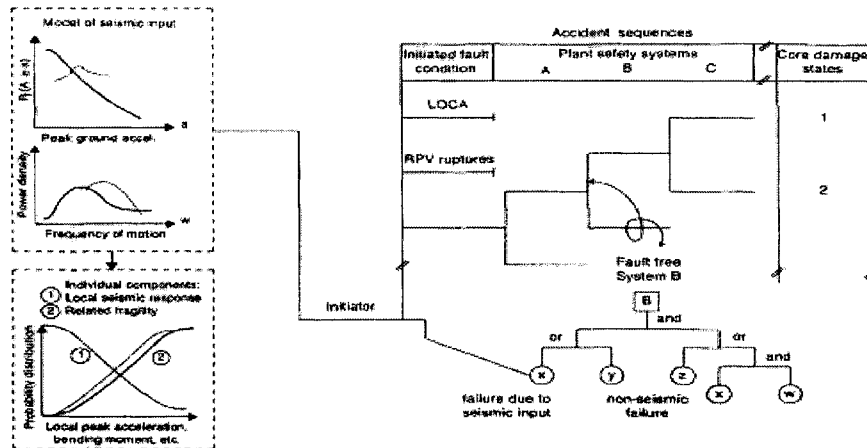 Model of seismic input
P(A ≥ a)
a
Peak ground accel.
Power density
w
Frequency of motion
Individual components:
1 Local seismic response
2 Related fragility
Probability distribution
1
2
Local peak acceleration,
bending moment, etc.
Accident sequences
Initiated fault
condition
Plant safety systems
A B C
Core damage
states
LOCA
1
RPV ruptures
2
Fault tree
System B
Initiator
B
and
or
or
and
x
y
z
x
w
failure due to
seismic input
non-seismic
failure